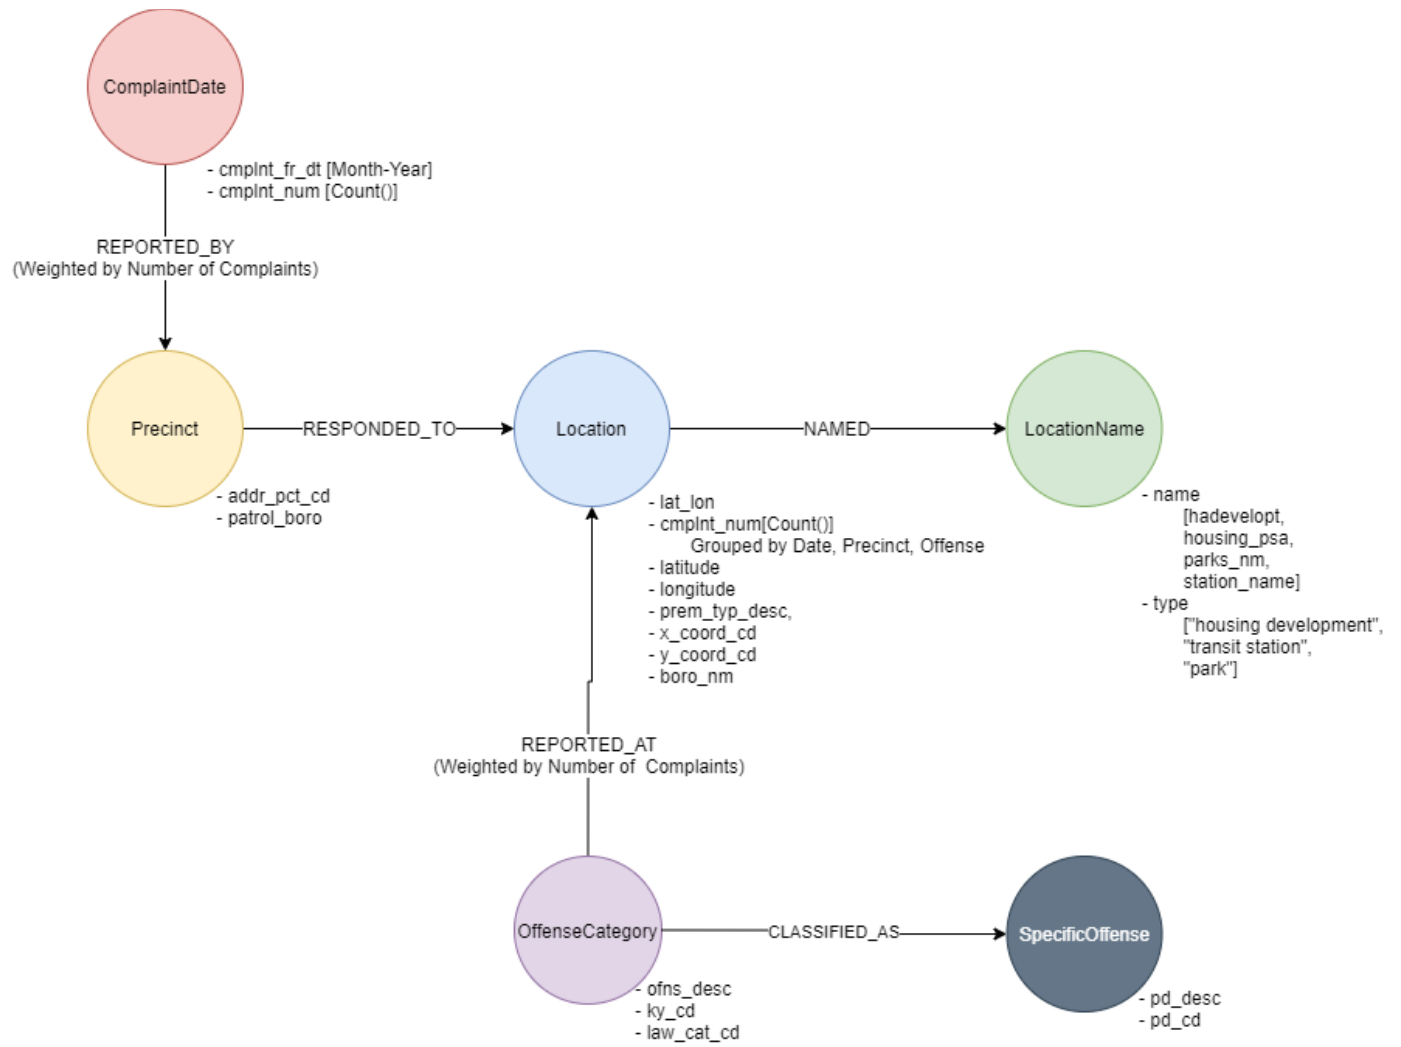 ComplaintDate
- cmplnt_fr_dt [Month-Year]
- cmplnt_num [Count()]
REPORTED_BY
(Weighted by Number of Complaints)
Precinct
RESPONDED_TO
Location
NAMED
LocationName
- addr_pct_cd
- patrol_boro
- lat_lon
- cmplnt_num[Count()]
Grouped by Date, Precinct, Offense
- latitude
- longitude
- prem_typ_desc,
- x_coord_cd
- y_coord_cd
- boro_nm
- name
[hadevelopt,
housing_psa,
parks_nm,
station_name]
- type
["housing development",
"transit station",
"park"]
REPORTED_AT
(Weighted by Number of  Complaints)
OffenseCategory
CLASSIFIED_AS
SpecificOffense
- ofns_desc
- ky_cd
- law_cat_cd
- pd_desc
- pd_cd